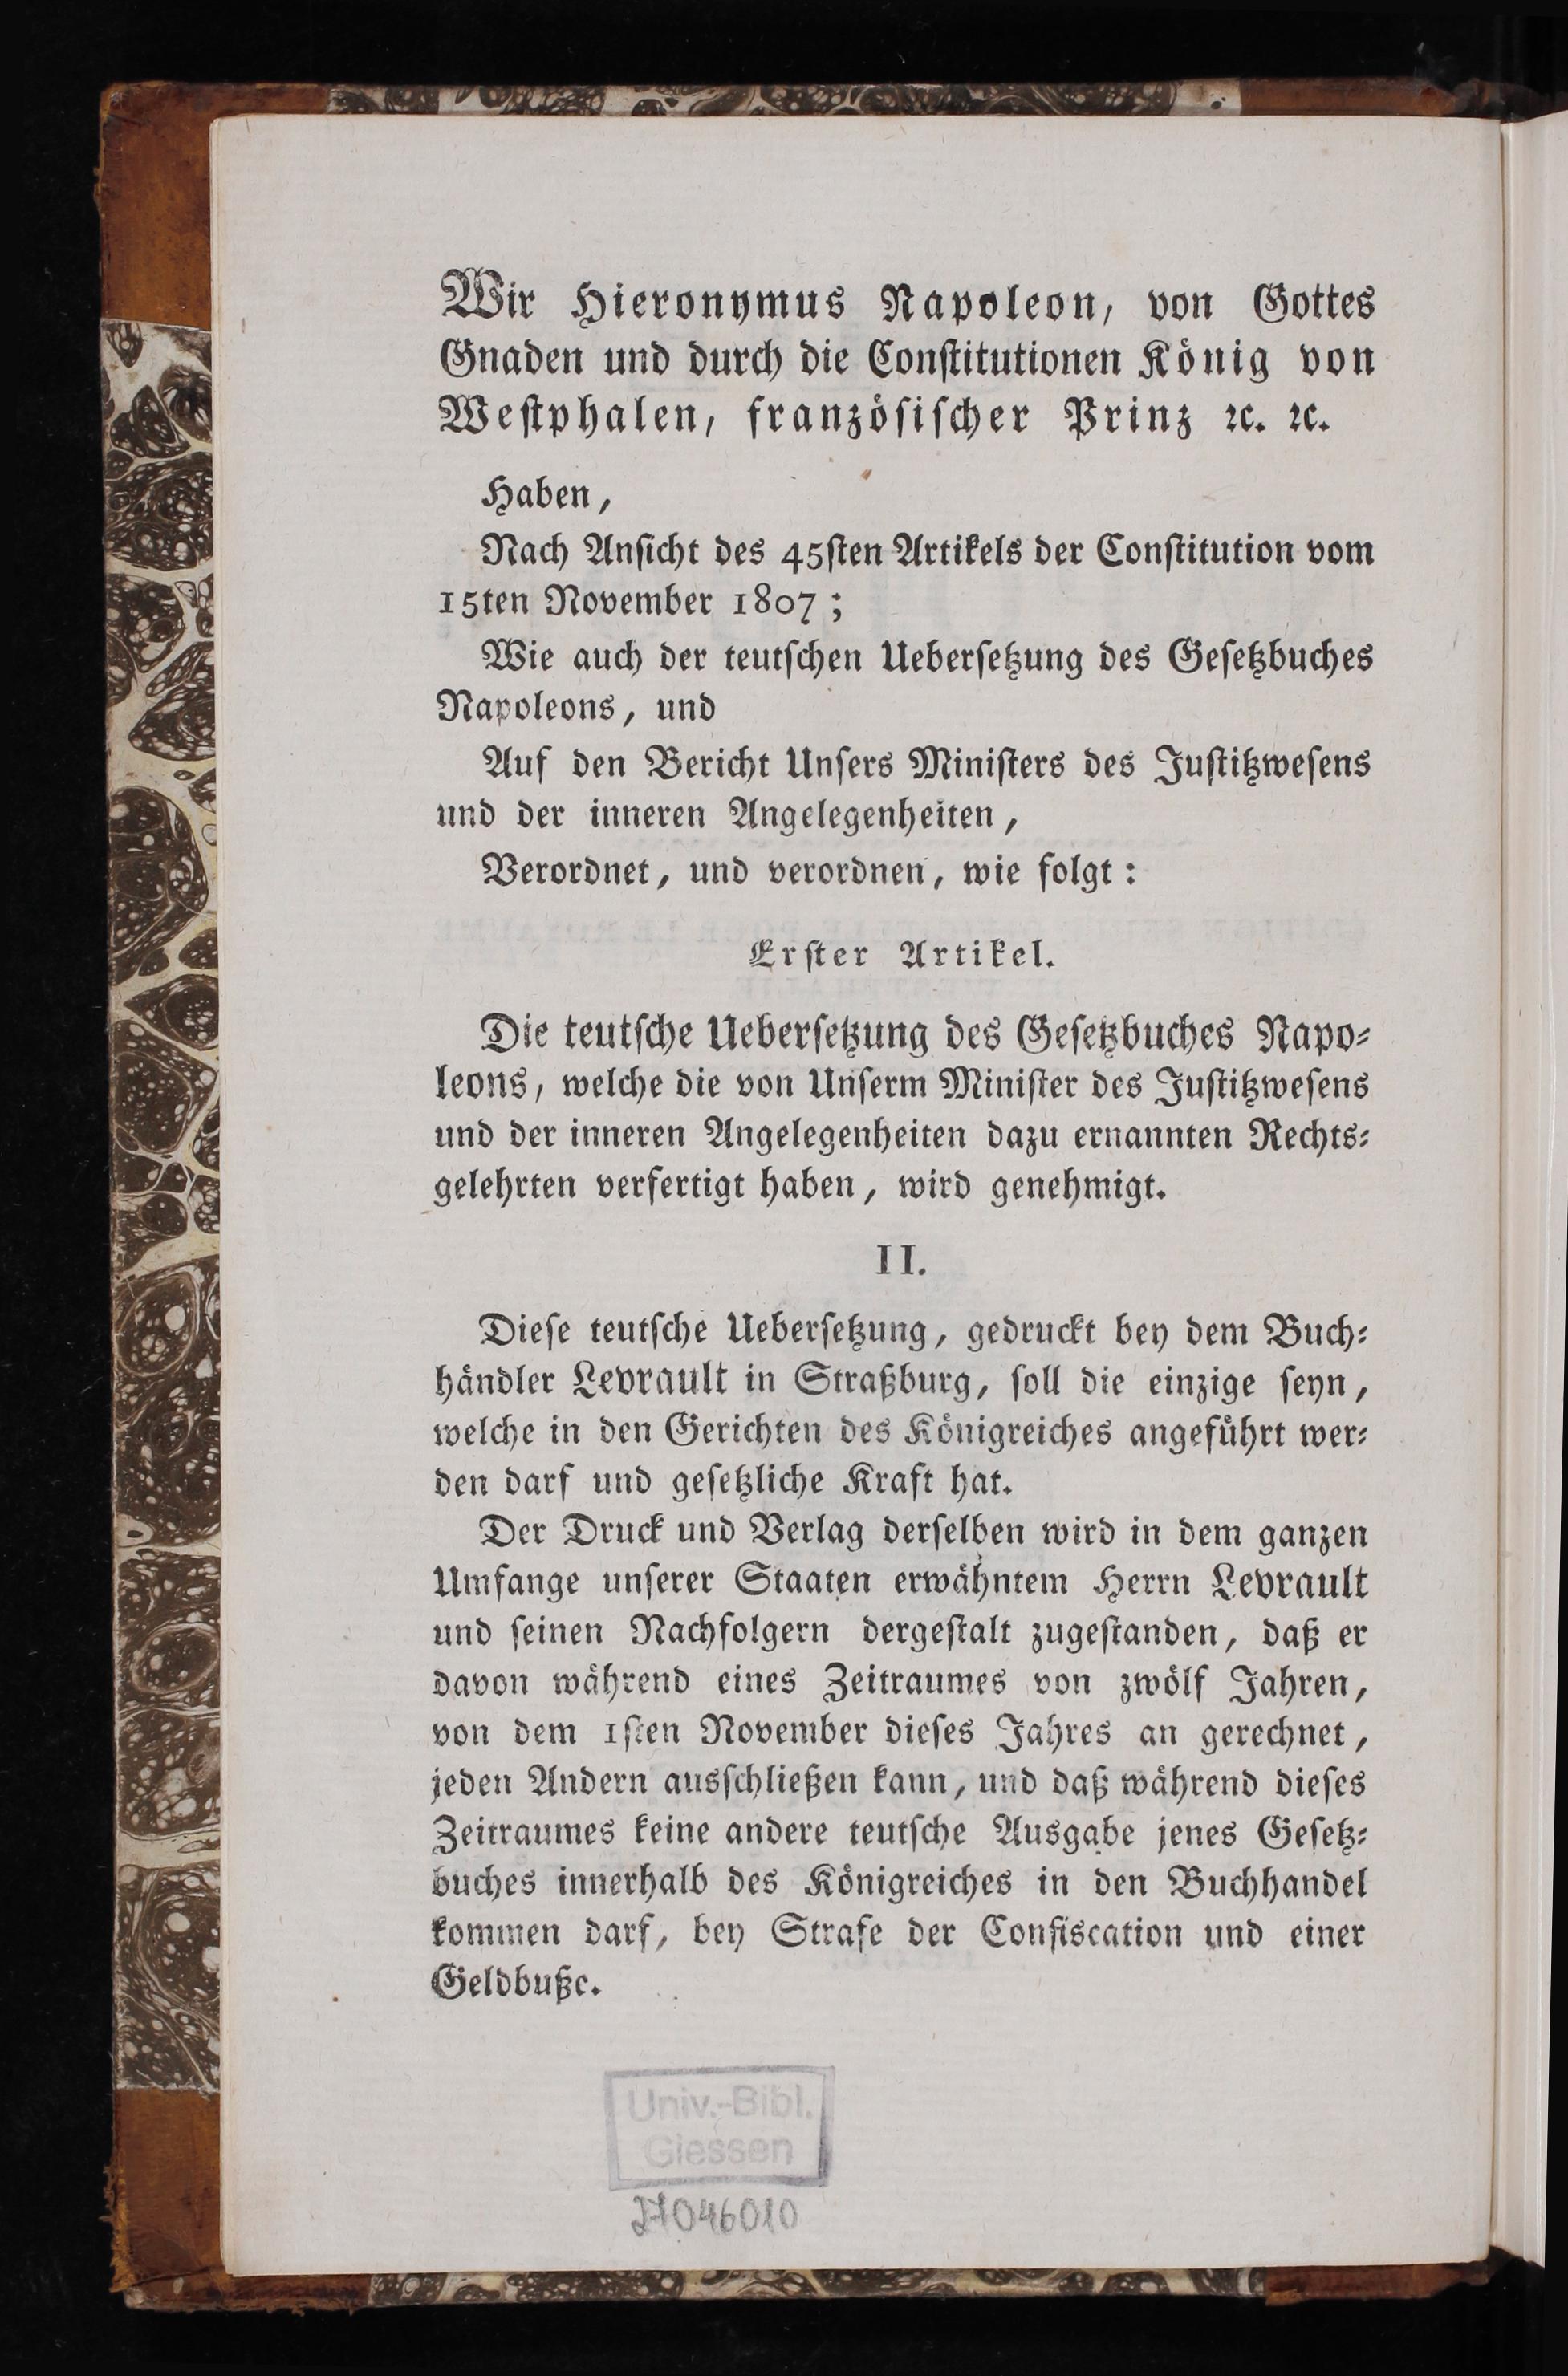 Wir Hieronymus Napoleon, von Gottes
Gnaden und durch die Conſtitutionen König von
Weſtphalen, franzöſiſcher Prinz ꝛc. ꝛc.
Haben,
Nach Anſicht des 45ſten Artikels der Conſtitution vom
15ten November 1807;
Wie auch der teutſchen Ueberſetzung des Geſetzbuches
Napoleons, und
Auf den Bericht Unſers Miniſters des Juſtitzweſens
und der inneren Angelegenheiten,
Verordnet, und verordnen, wie folgt:
Erſter Artikel.
Die teutſche Ueberſetzung des Geſetzbuches Napo⸗
leons, welche die von Unſerm Miniſter des Juſtitzweſens
und der inneren Angelegenheiten dazu ernannten Rechts⸗
gelehrten verfertigt haben, wird genehmigt.
II.
Dieſe teutſche Ueberſetzung, gedruckt bey dem Buch⸗
händler Levrault in Straßburg, ſoll die einzige ſeyn,
welche in den Gerichten des Königreiches angeführt wer⸗
den darf und geſetzliche Kraft hat.
Der Druck und Verlag derſelben wird in dem ganzen
Umfange unſerer Staaten erwähntem Herrn Levrault
und ſeinen Nachfolgern dergeſtalt zugeſtanden, daß er
davon während eines Zeitraumes von zwölf Jahren,
von dem 1ſten November dieſes Jahres an gerechnet,
jeden Andern ausſchließen kann, und daß während dieſes
Zeitraumes keine andere teutſche Ausgabe jenes Geſetz⸗
buches innerhalb des Königreiches in den Buchhandel
kommen darf, bey Strafe der Confiscation und einer
Geldbuße.
Univ.-Bibl.
Giessen